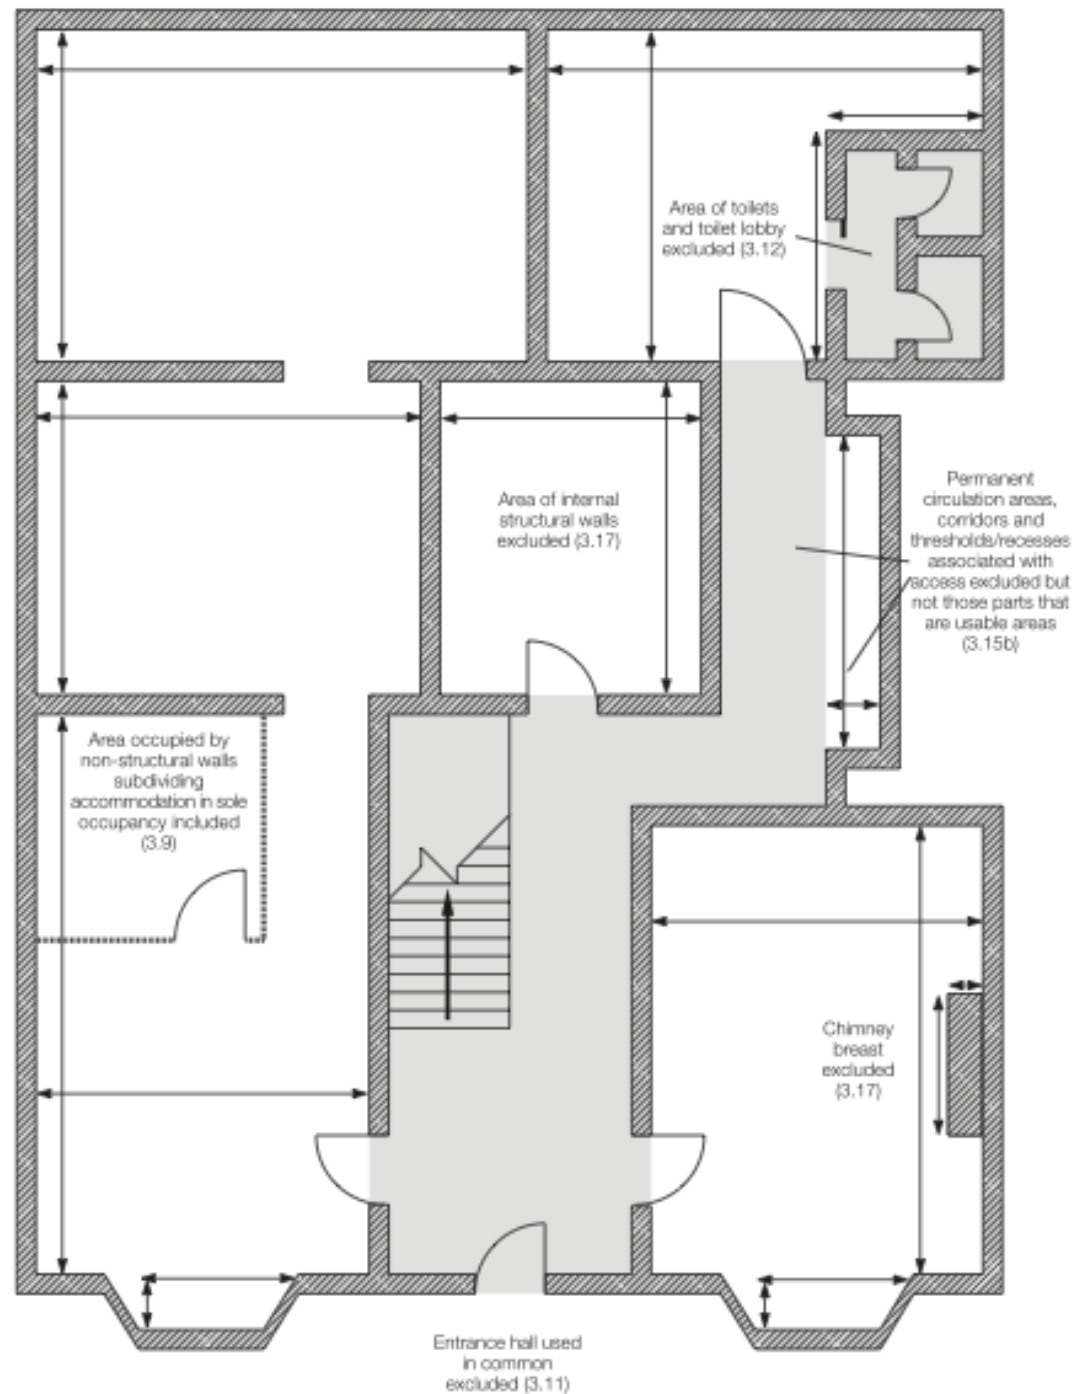 Area of toilets
and toilet lobby
excluded (3.12)
Area of internal
structural walls
excluded (3.17)
Permanent
circulation areas,
corridors and
thresholds/recesses
associated with
access excluded but
not those parts that
are usable areas
(3.15b)
Area occupied by
non-structural walls
subdividing
accommodation in sole
occupancy included
(3.9)
Chimney
breast
excluded
(3.17)
Entrance hall used
in common
excluded (3.11)